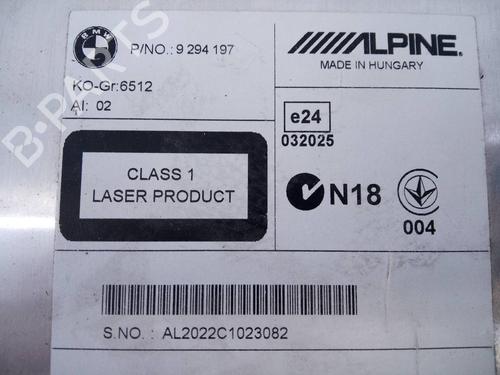 BMW P/NO.: 9 294 197
KO-Gr:6512
AI: 02
ALPINE
MADE IN HUNGARY
e24
032025
CLASS 1
LASER PRODUCT
N18
004
S.NO. : AL2022C1023082
B-PARTS